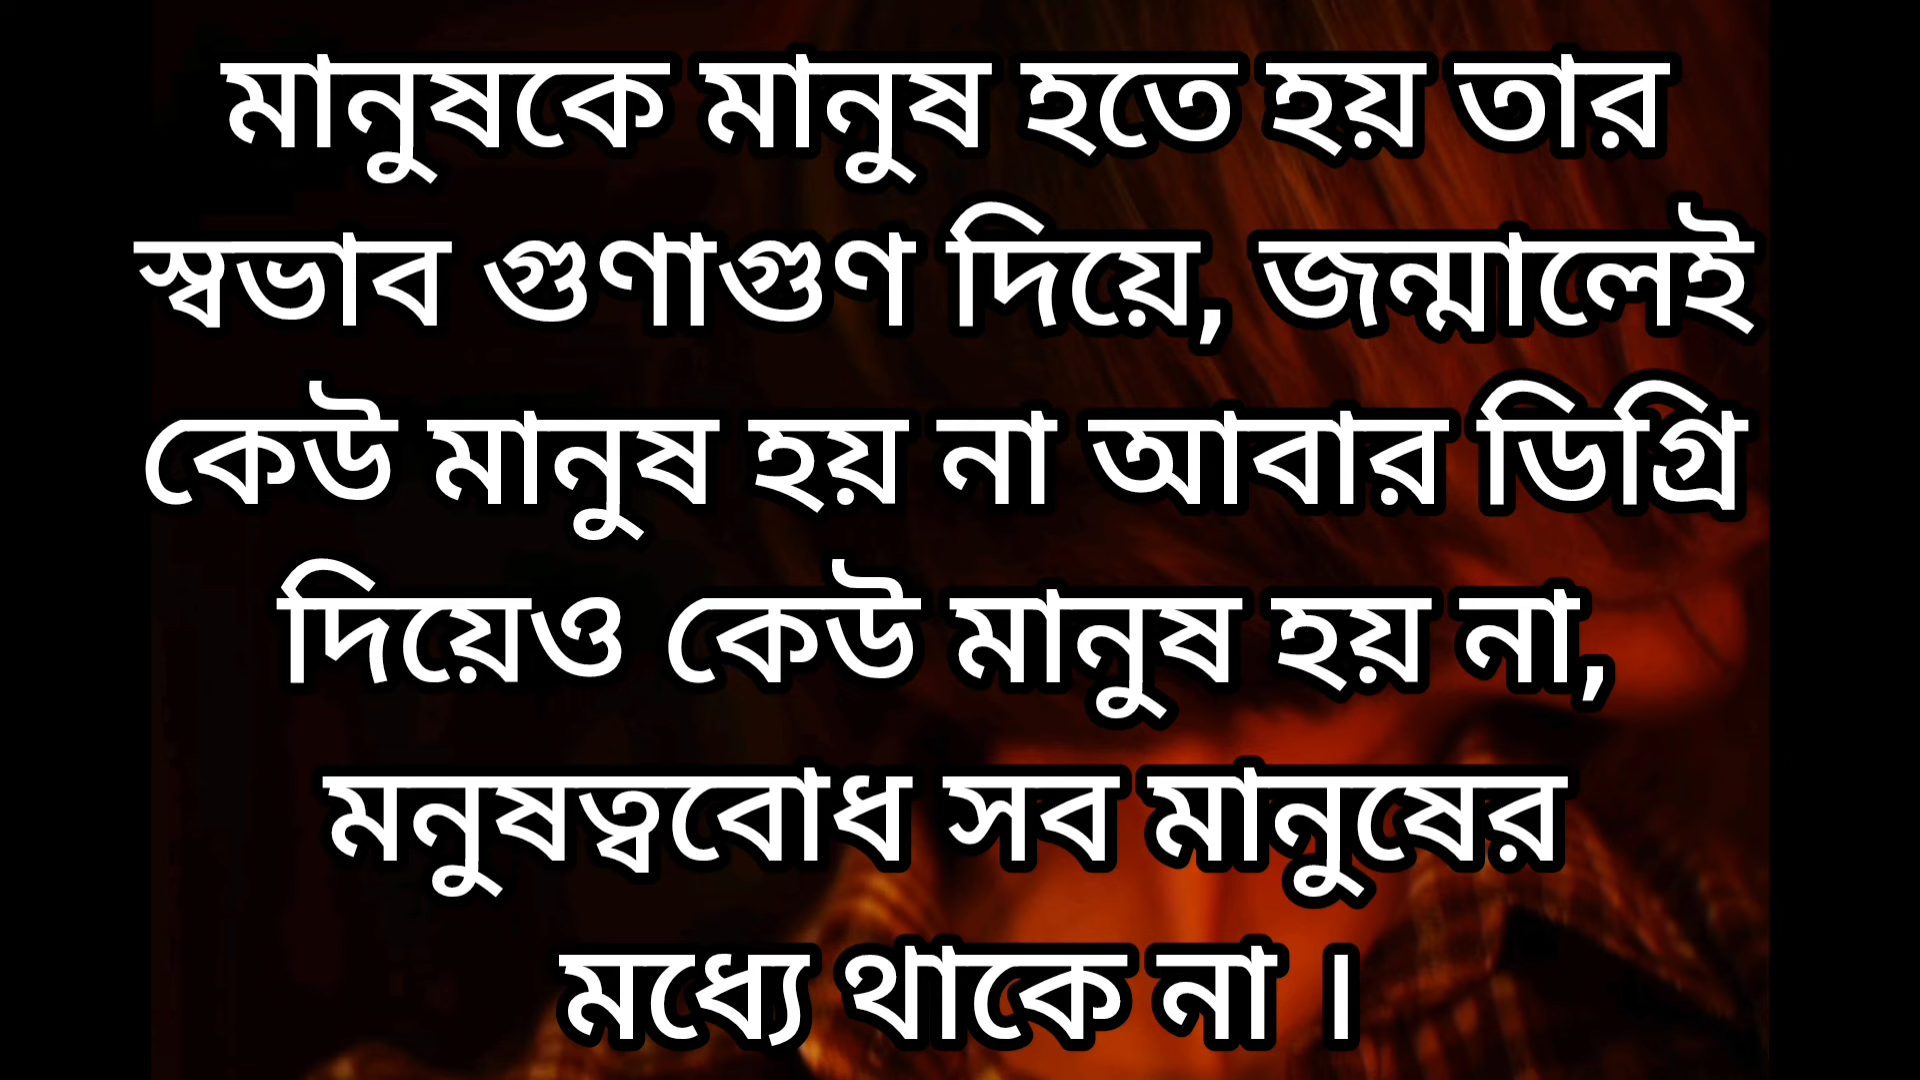 মানুষকে মানুষ হতে হয় তার
স্বভাব গুণাগুণ দিয়ে, জন্মালেই
কেউ মানুষ হয় না আবার ডিগ্রি
দিয়েও কেউ মানুষ হয় না,
মনুষত্ববোধ সব মানুষের
মধ্যে থাকে না ।